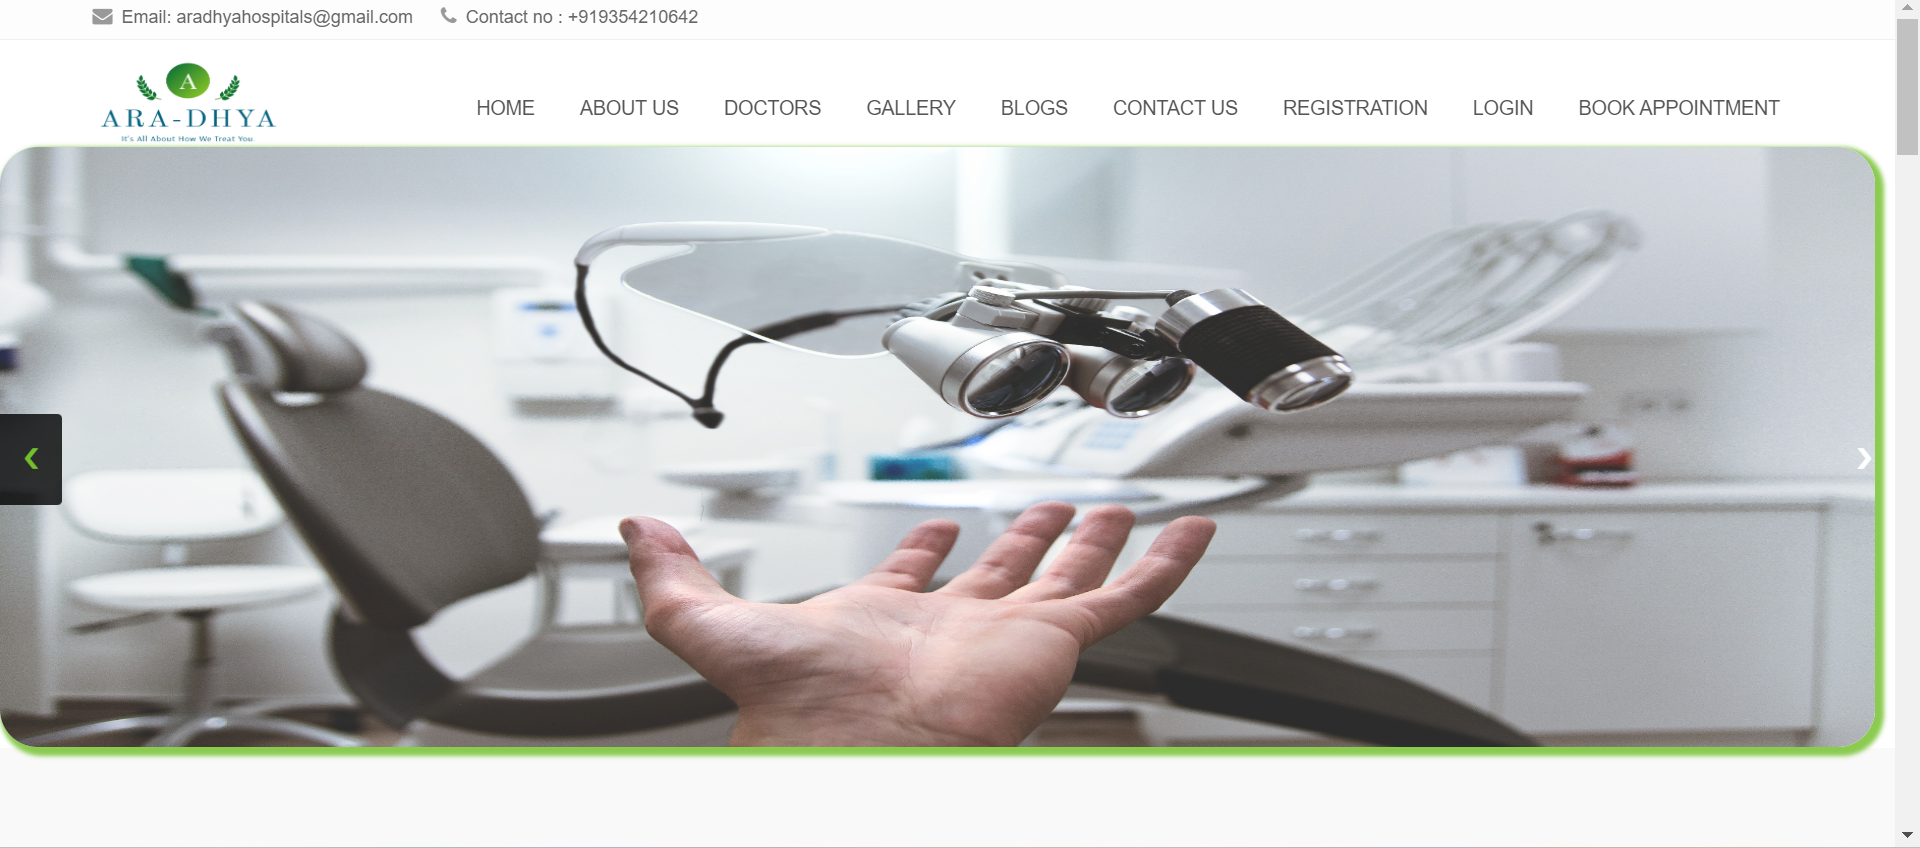 Email: aradhyahospitals@gmail.com Contact no : +919354210642
A
ARA-DHYA
It's All About How We Treat You.
HOME ABOUT US DOCTORS GALLERY BLOGS CONTACT US REGISTRATION LOGIN BOOK APPOINTMENT